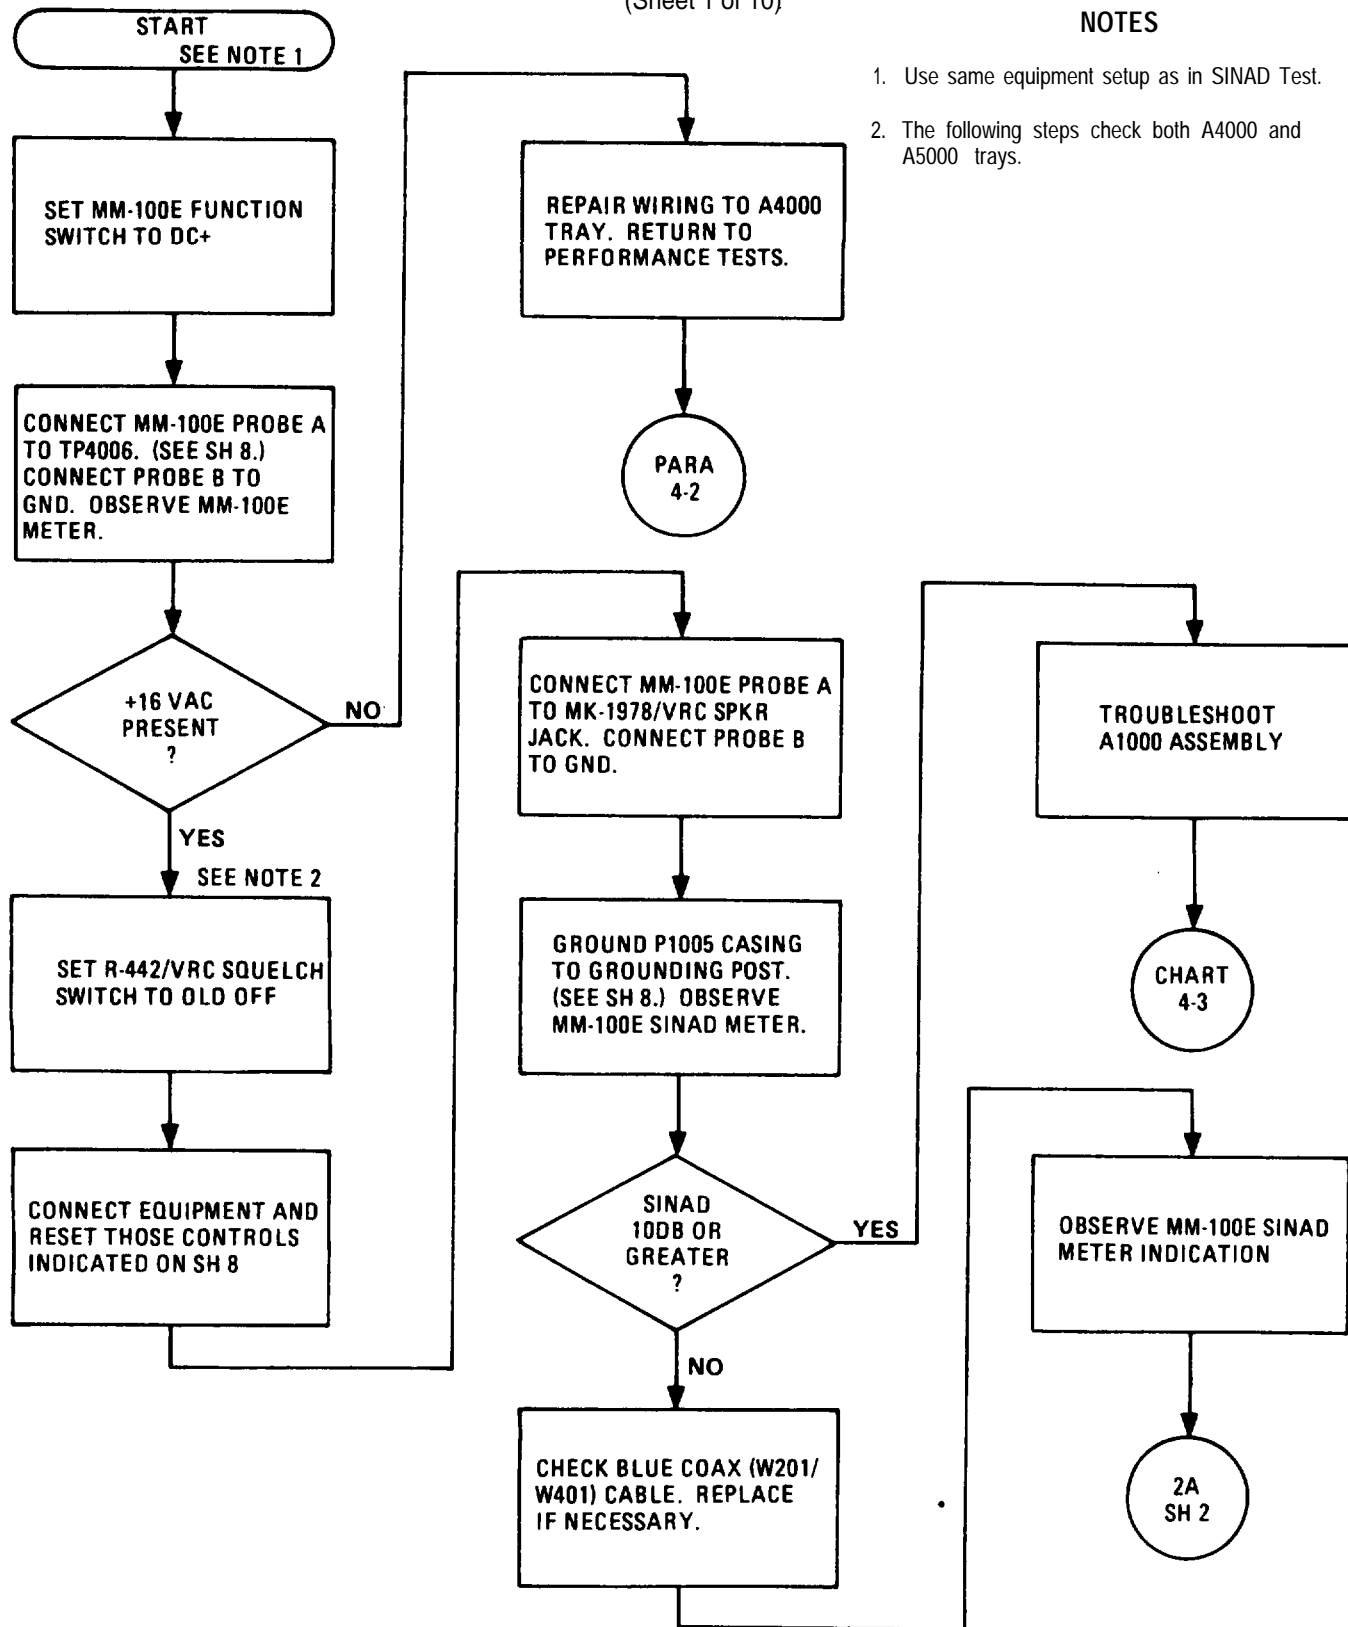 (Sheet 1 of 10)
START
SEE NOTE 1
SET MM-100E FUNCTION
SWITCH TO DC+
CONNECT MM-100E PROBE A
TO TP4006. (SEE SH 8.)
CONNECT PROBE B TO
GND. OBSERVE MM-100E
METER.
+16 VAC
PRESENT
?
NO
YES
SEE NOTE 2
SET R-442/VRC SQUELCH
SWITCH TO OLD OFF
CONNECT EQUIPMENT AND
RESET THOSE CONTROLS
INDICATED ON SH 8
REPAIR WIRING TO A4000
TRAY. RETURN TO
PERFORMANCE TESTS.
PARA
4-2
CONNECT MM-100E PROBE A
TO MK-1978/VRC SPKR
JACK. CONNECT PROBE B
TO GND.
GROUND P1005 CASING
TO GROUNDING POST.
(SEE SH 8.) OBSERVE
MM-100E SINAD METER.
SINAD
10DB OR
GREATER
?
YES
NO
CHECK BLUE COAX (W201/
W401) CABLE. REPLACE
IF NECESSARY.
NOTES
1. Use same equipment setup as in SINAD Test.
2. The following steps check both A4000 and
A5000 trays.
TROUBLESHOOT
A1000 ASSEMBLY
CHART
4-3
OBSERVE MM-100E SINAD
METER INDICATION
2A
SH 2